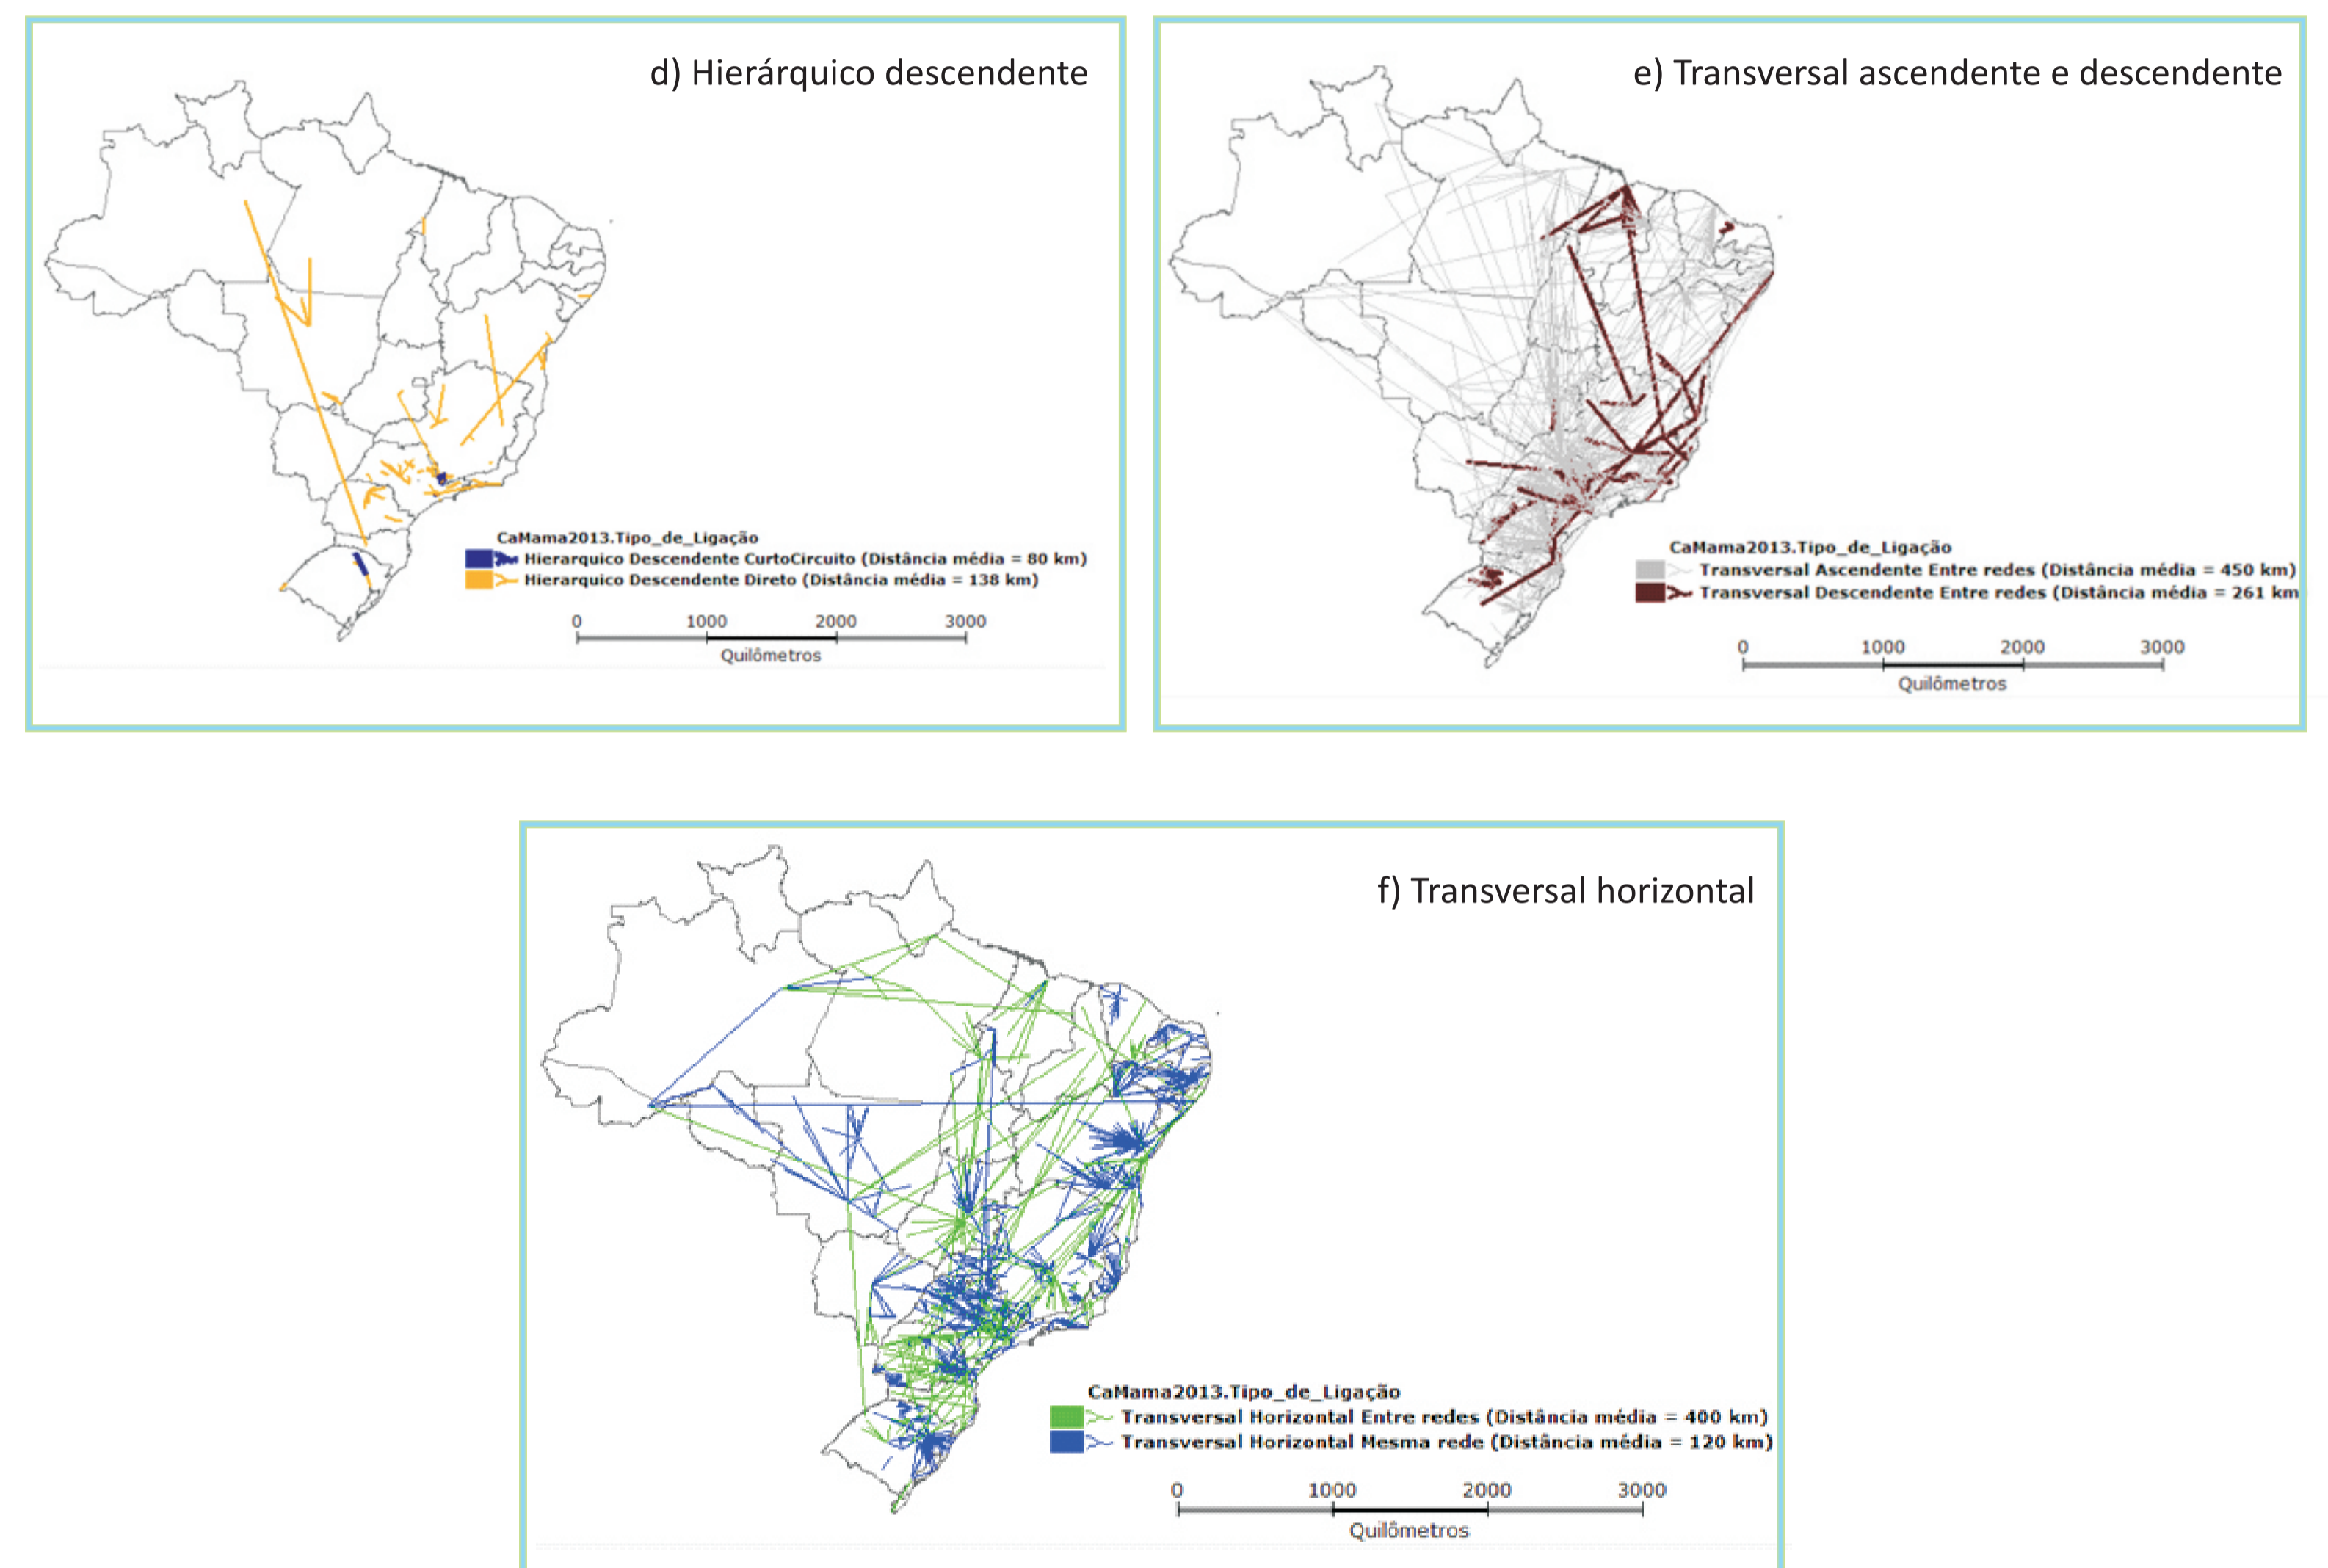 d) Hierárquico descendente
CaMama2013.Tipo_de_Ligação
Hierarquico Descendente CurtoCircuito (Distância média = 80 km)
Hierarquico Descendente Direto (Distância média = 138 km)
0 1000 2000 3000
Quilômetros
e) Transversal ascendente e descendente
CaMama2013.Tipo_de_Ligação
Transversal Ascendente Entre redes (Distância média = 450 km)
Transversal Descendente Entre redes (Distância média = 261 km
0 1000 2000 3000
Quilômetros
f) Transversal horizontal
CaMama2013.Tipo_de_Ligação
Transversal Horizontal Entre redes (Distância média = 400 km)
Transversal Horizontal Mesma rede (Distância média = 120 km)
0 1000 2000 3000
Quilômetros